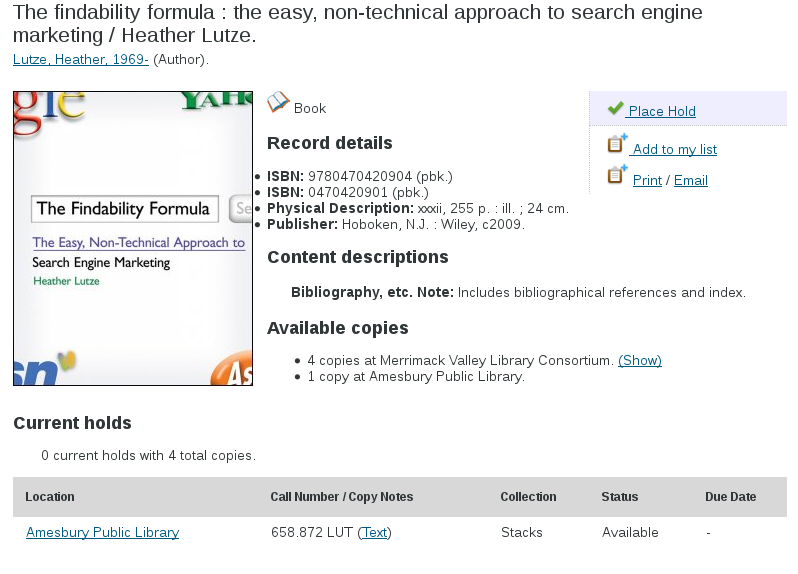 The findability formula : the easy, non-technical approach to search engine
marketing / Heather Lutze.
Lutze, Heather, 1969- (Author).
gle
YAHO
The Findability Formula
Se
The Easy, Non-Technical Approach to
Search Engine Marketing
Heather Lutze
sn
As
Book
Place Hold
Add to my list
Print / Email
Record details
• ISBN: 9780470420904 (pbk.)
• ISBN: 0470420901 (pbk.)
• Physical Description: xxxii, 255 p. : ill. ; 24 cm.
• Publisher: Hoboken, N.J. : Wiley, c2009.
Content descriptions
Bibliography, etc. Note: Includes bibliographical references and index.
Available copies
• 4 copies at Merrimack Valley Library Consortium. (Show)
• 1 copy at Amesbury Public Library.
Current holds
0 current holds with 4 total copies.
Location Call Number / Copy Notes Collection Status Due Date
Amesbury Public Library 658.872 LUT (Text) Stacks Available -